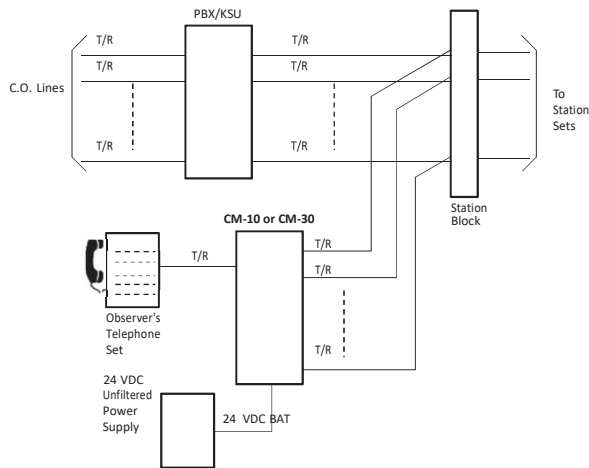 PBX/KSU
T/R
T/R
T/R
T/R
C.O. Lines
To
Station
Sets
T/R
T/R
Station
Block
CM-10 or CM-30
T/R
T/R
T/R
Observer's
Telephone
Set
T/R
24 VDC
Unfiltered
Power
Supply
24 VDC BAT